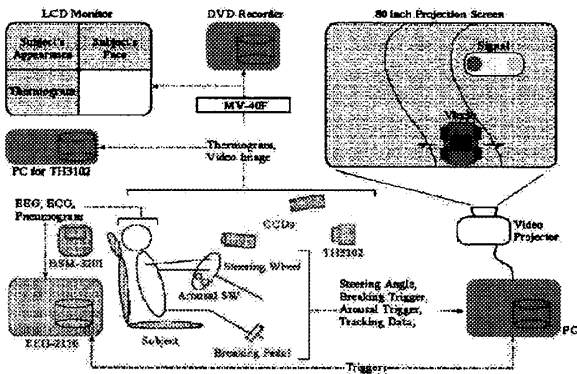 LCD Monitor
DVD Recorder
80 Inch Projection Screen
Subject's
Appearance
Subject's
Face
Thermogram
Signal
MV-40F
PC for TH3102
Thermogram,
Video Image
EEG, ECG,
Pneumogram
CCDs
TH3102
Video
Projector
Steering Wheel
Arousal SW
Steering Angle,
Breaking Trigger,
Arousal Trigger,
Tracking Data,
PC
Subject
Breaking Pedal
Trigger